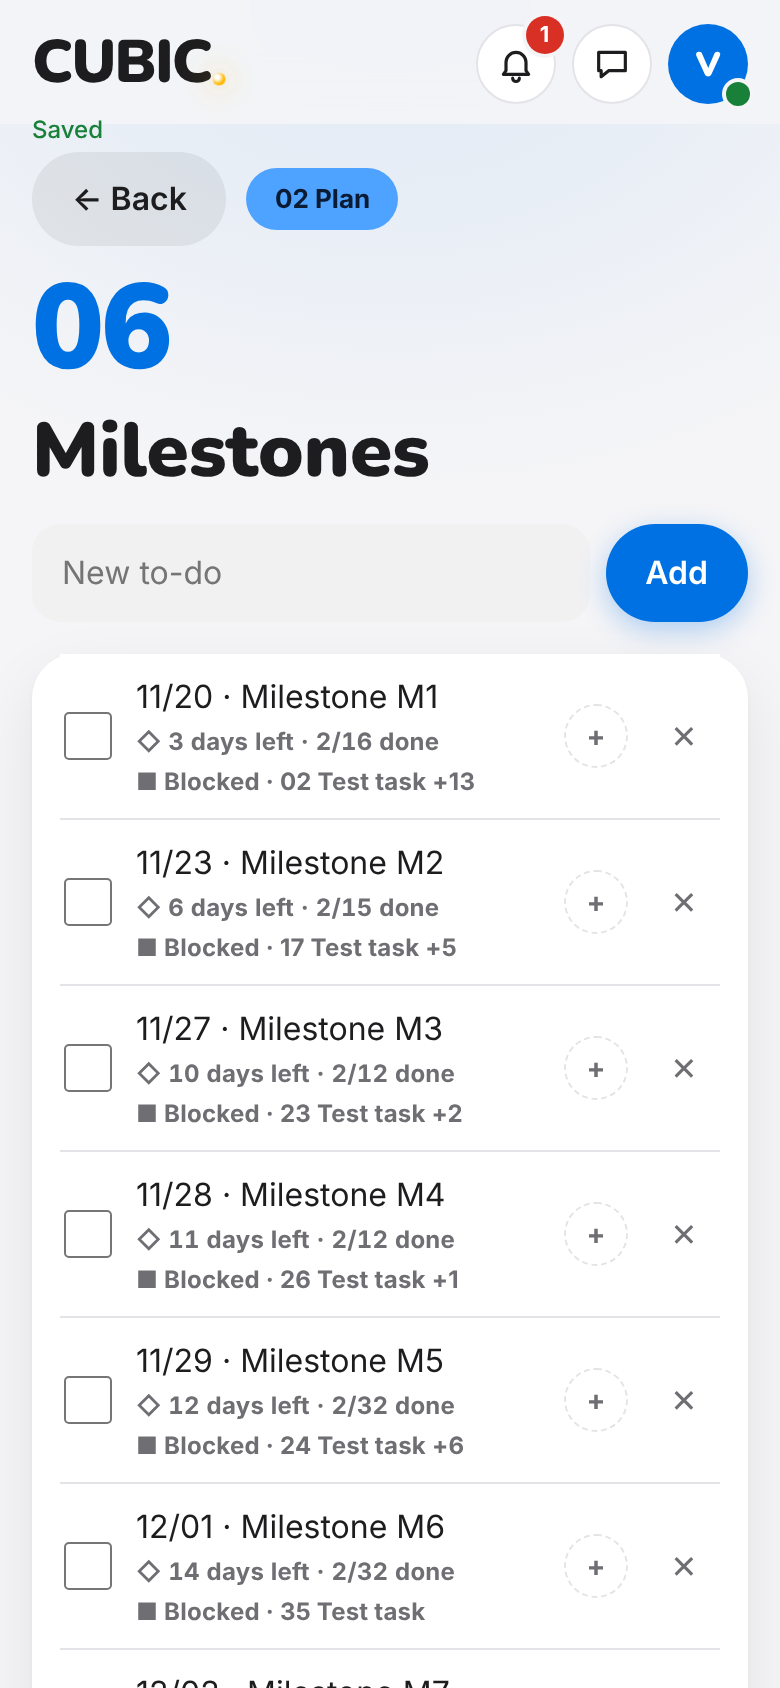 CUBIC.
1
V
Saved
← Back
02 Plan
06
Milestones
New to-do
Add
11/20 · Milestone M1
◇ 3 days left · 2/16 done
■ Blocked · 02 Test task +13
+ ✕
11/23 · Milestone M2
◇ 6 days left · 2/15 done
■ Blocked · 17 Test task +5
+ ✕
11/27 · Milestone M3
◇ 10 days left · 2/12 done
■ Blocked · 23 Test task +2
+ ✕
11/28 · Milestone M4
◇ 11 days left · 2/12 done
■ Blocked · 26 Test task +1
+ ✕
11/29 · Milestone M5
◇ 12 days left · 2/32 done
■ Blocked · 24 Test task +6
+ ✕
12/01 · Milestone M6
◇ 14 days left · 2/32 done
■ Blocked · 35 Test task
+ ✕
Milestone M7